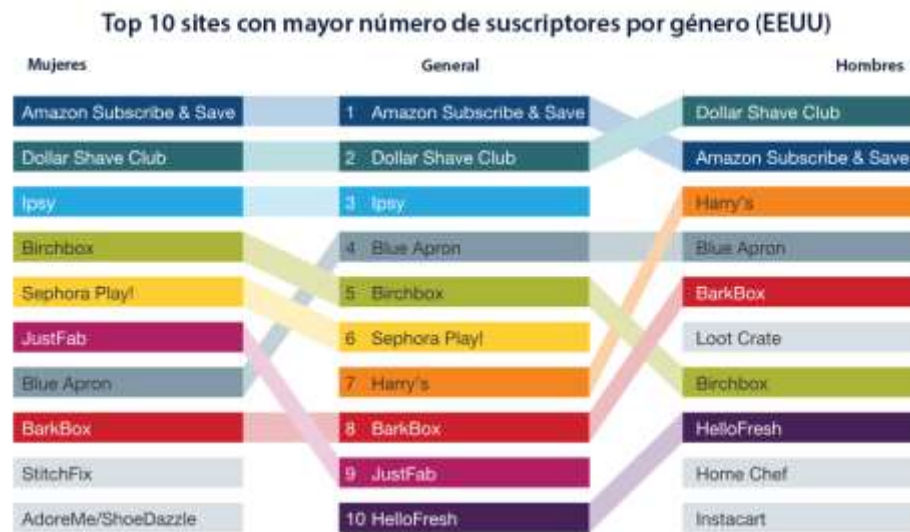 Top 10 sites con mayor número de suscriptores por género (EEUU)
Mujeres General Hombres
Amazon Subscribe & Save 1 Amazon Subscribe & Save Dollar Shave Club
Dollar Shave Club 2 Dollar Shave Club Amazon Subscribe & Save
Ipsy 3 Ipsy Harry's
Birchbox 4 Blue Apron Blue Apron
Sephora Play! 5 Birchbox BarkBox
JustFab 6 Sephora Play! Loot Crate
Blue Apron 7 Harry's Birchbox
BarkBox 8 BarkBox HelloFresh
StitchFix 9 JustFab Home Chef
AdoreMe/ShoeDazzle 10 HelloFresh Instacart